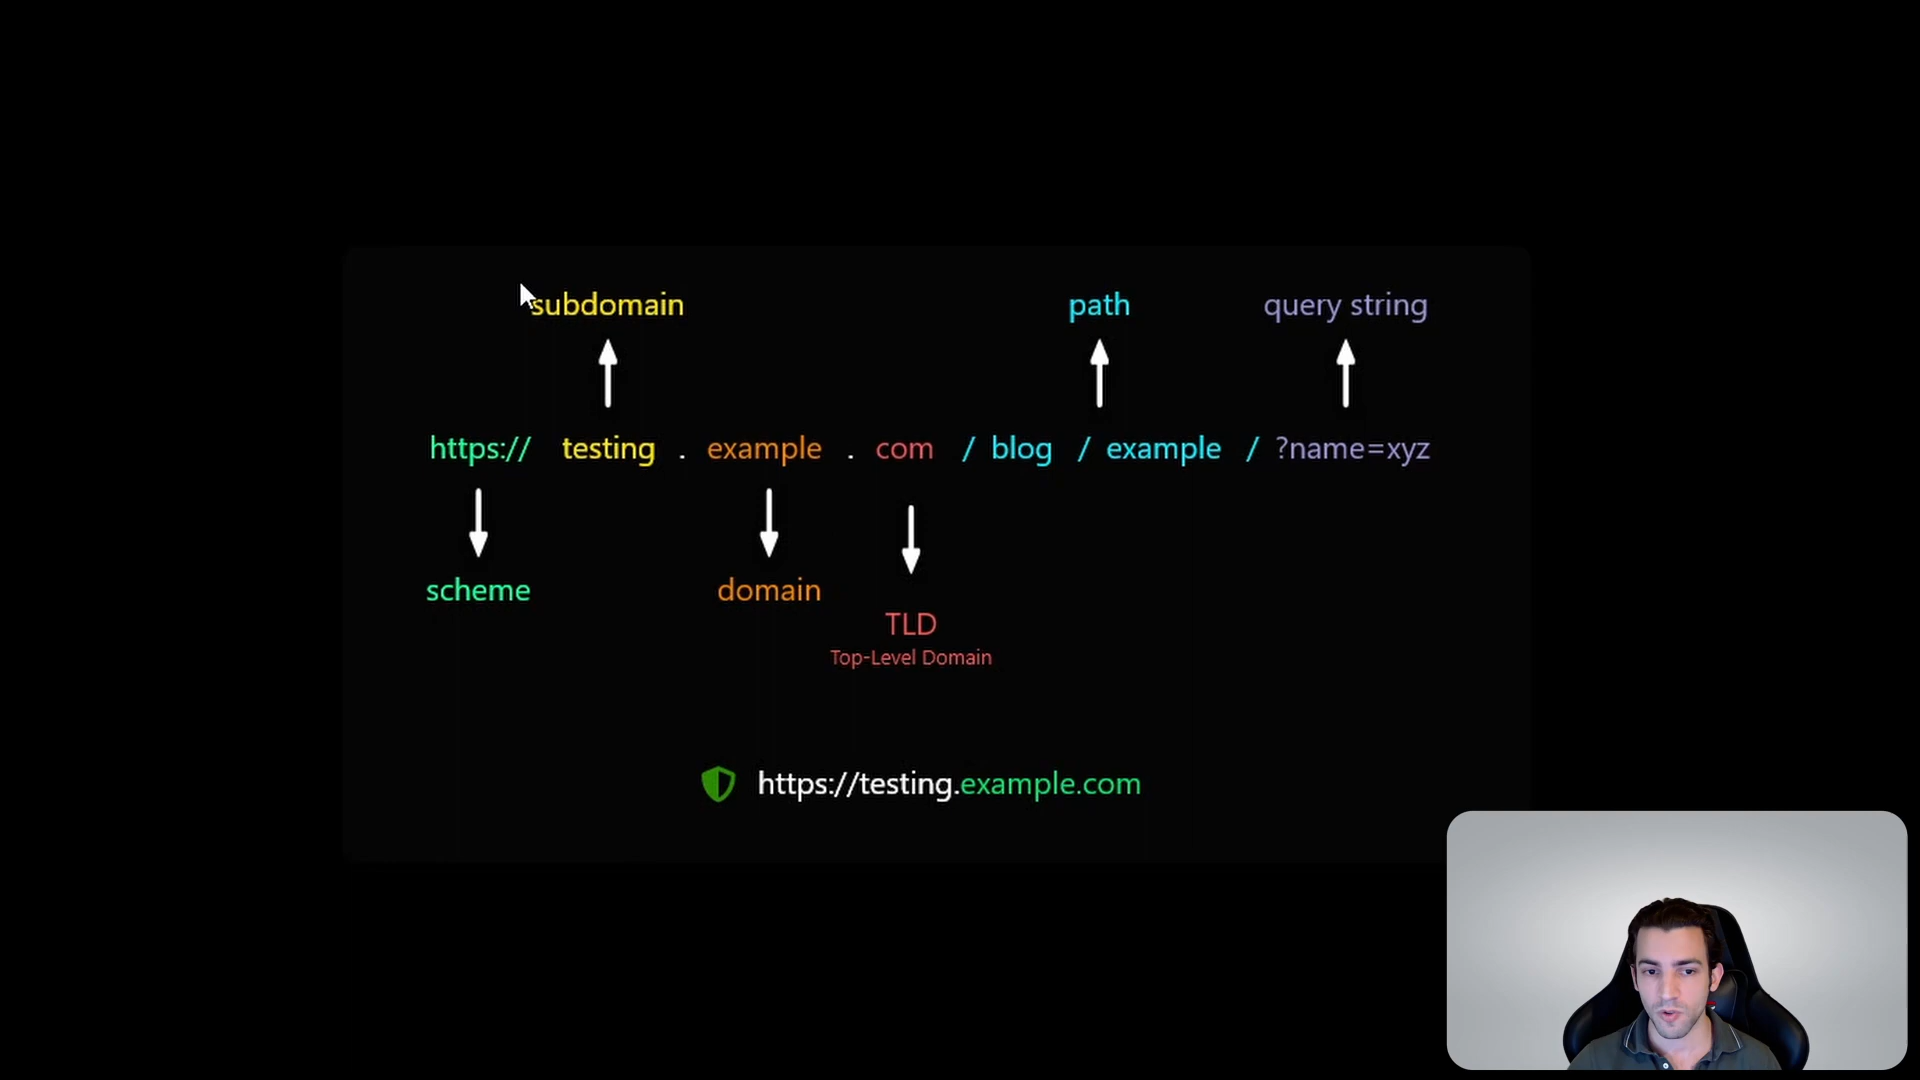 subdomain path query string
https:// testing . example . com / blog / example / ?name=xyz
scheme domain
TLD
Top-Level Domain
https://testing.example.com